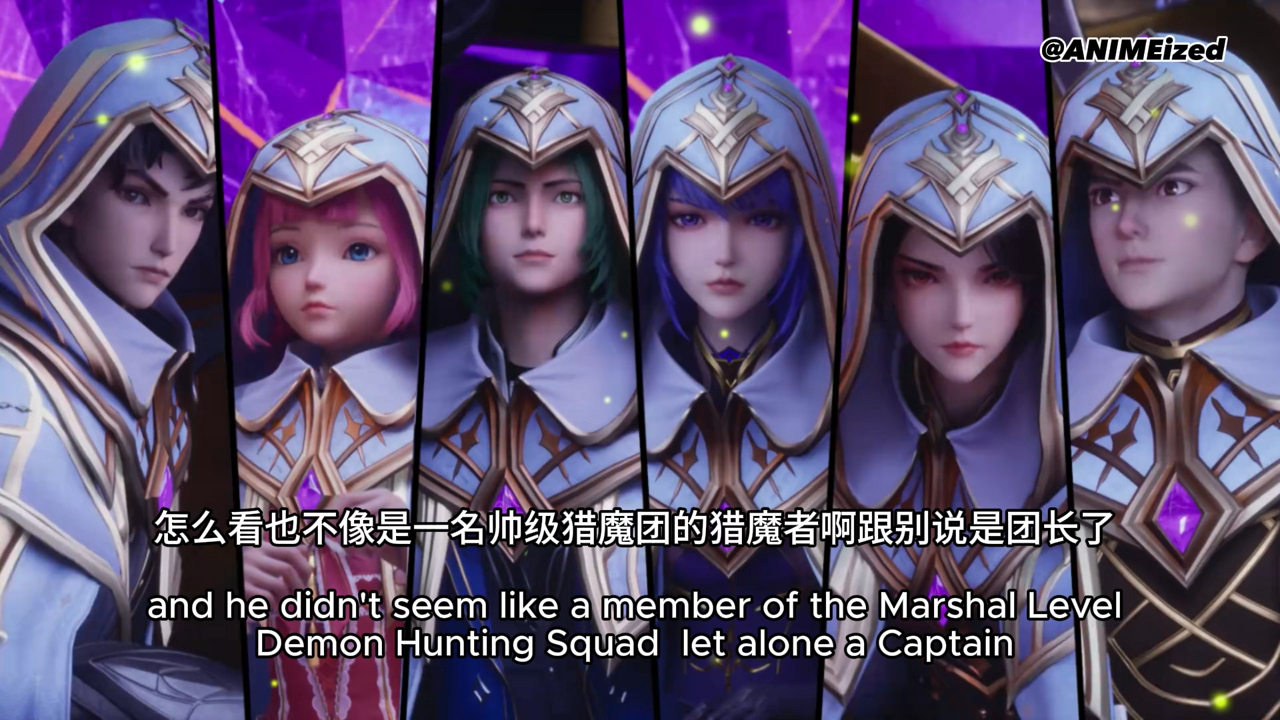 @ANIMEized
怎么看也不像是一名帅级猎魔团的猎魔者啊跟别说是团长了
and he didn't seem like a member of the Marshal Level
Demon Hunting Squad let alone a Captain